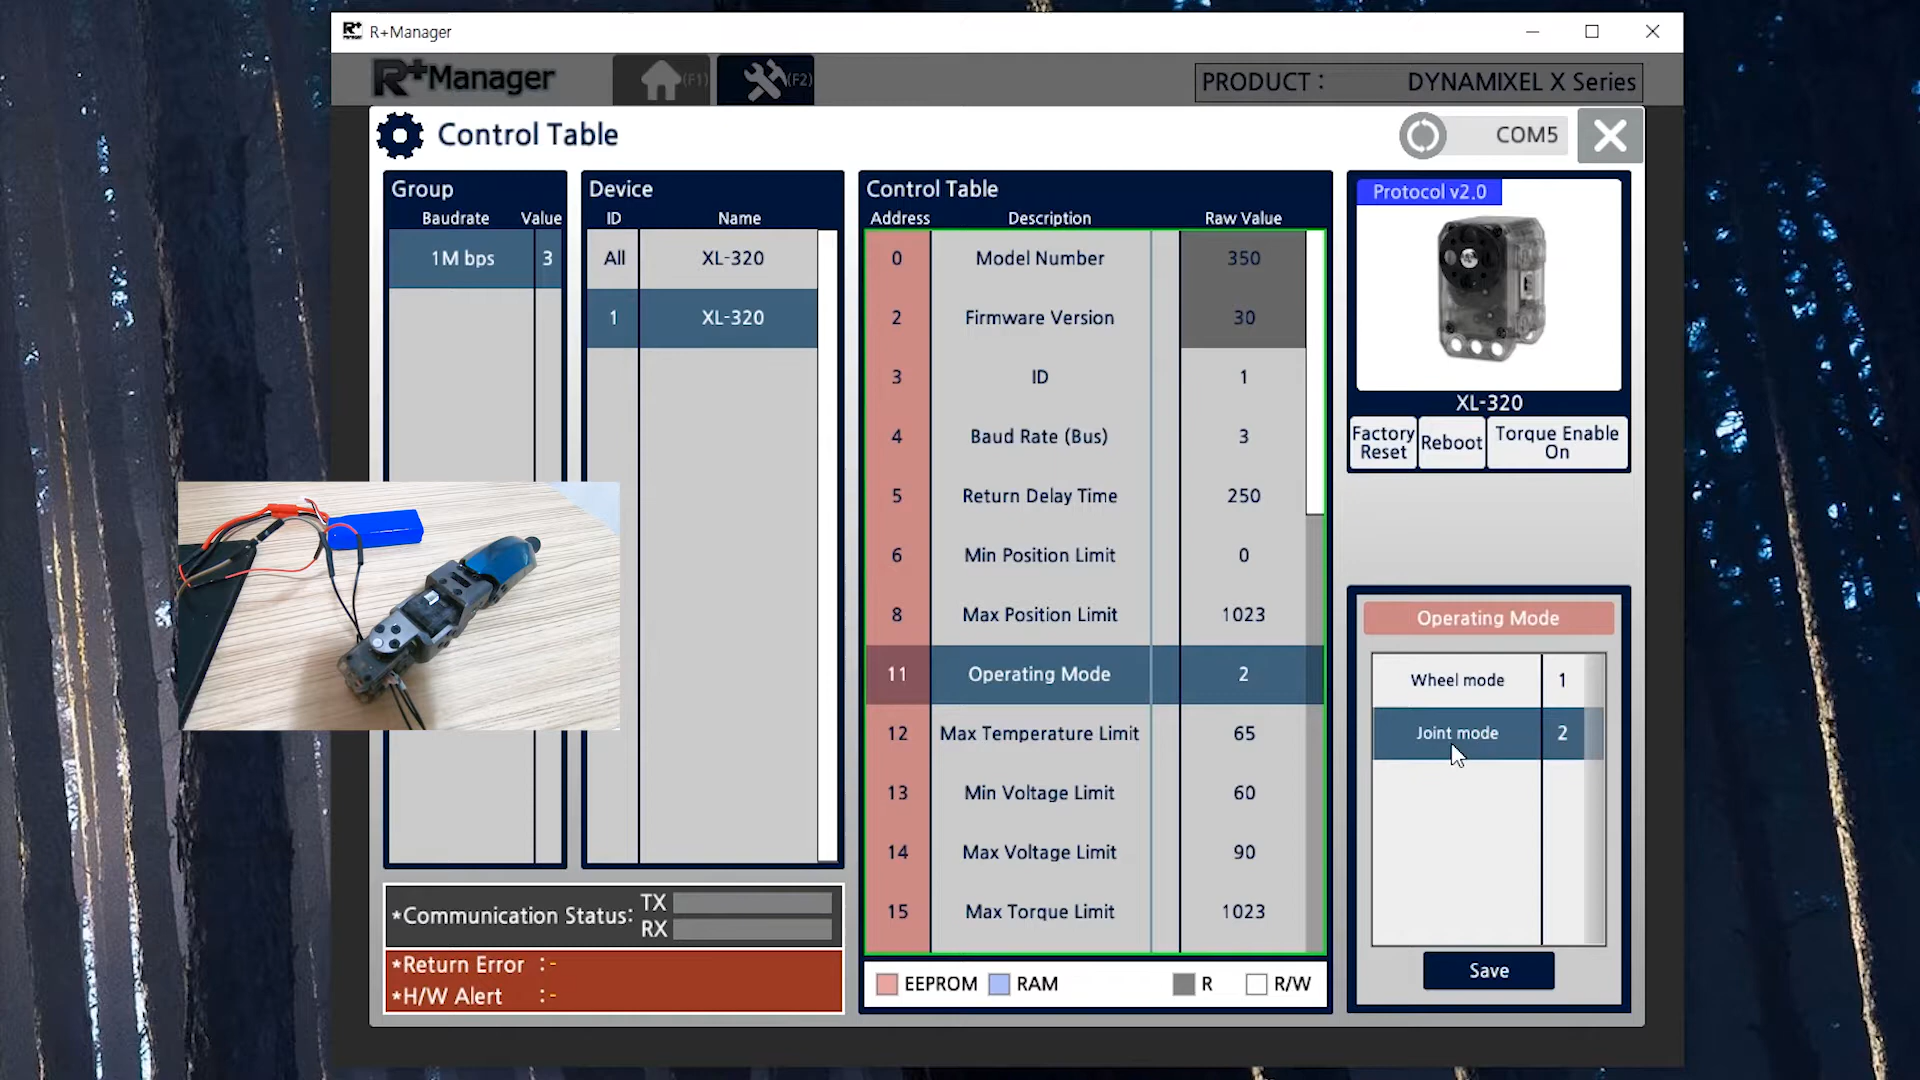 R+Manager
R+Manager
(F1)
(F2)
PRODUCT :
DYNAMIXEL X Series
Control Table
COM5
Group
Baudrate Value
1M bps 3
Device
ID Name
All XL-320
1 XL-320
Control Table
Address Description Raw Value
0 Model Number 350
2 Firmware Version 30
3 ID 1
4 Baud Rate (Bus) 3
5 Return Delay Time 250
6 Min Position Limit 0
8 Max Position Limit 1023
11 Operating Mode 2
12 Max Temperature Limit 65
13 Min Voltage Limit 60
14 Max Voltage Limit 90
15 Max Torque Limit 1023
EEPROM RAM R R/W
Protocol v2.0
XL-320
Factory Reset
Reboot
Torque Enable On
Operating Mode
Wheel mode 1
Joint mode 2
Save
*Communication Status: TX
RX
*Return Error : -
*H/W Alert : -